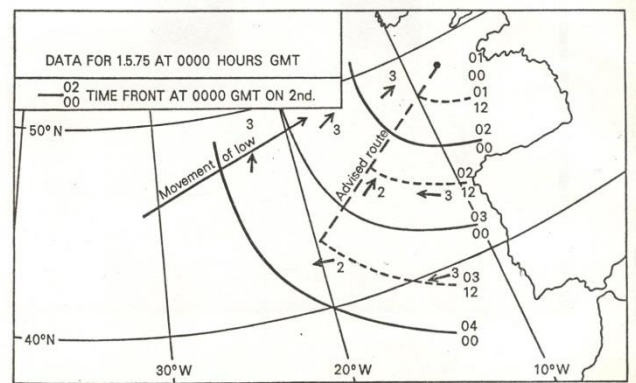 DATA FOR 1.5.75 AT 0000 HOURS GMT
02
00 TIME FRONT AT 0000 GMT ON 2nd.
01
00
01
12
02
00
02
12
03
00
03
12
04
00
3
3
3
2
3
2
3
Movement of low
Advised route
50°N
40°N
30°W
20°W
10°W